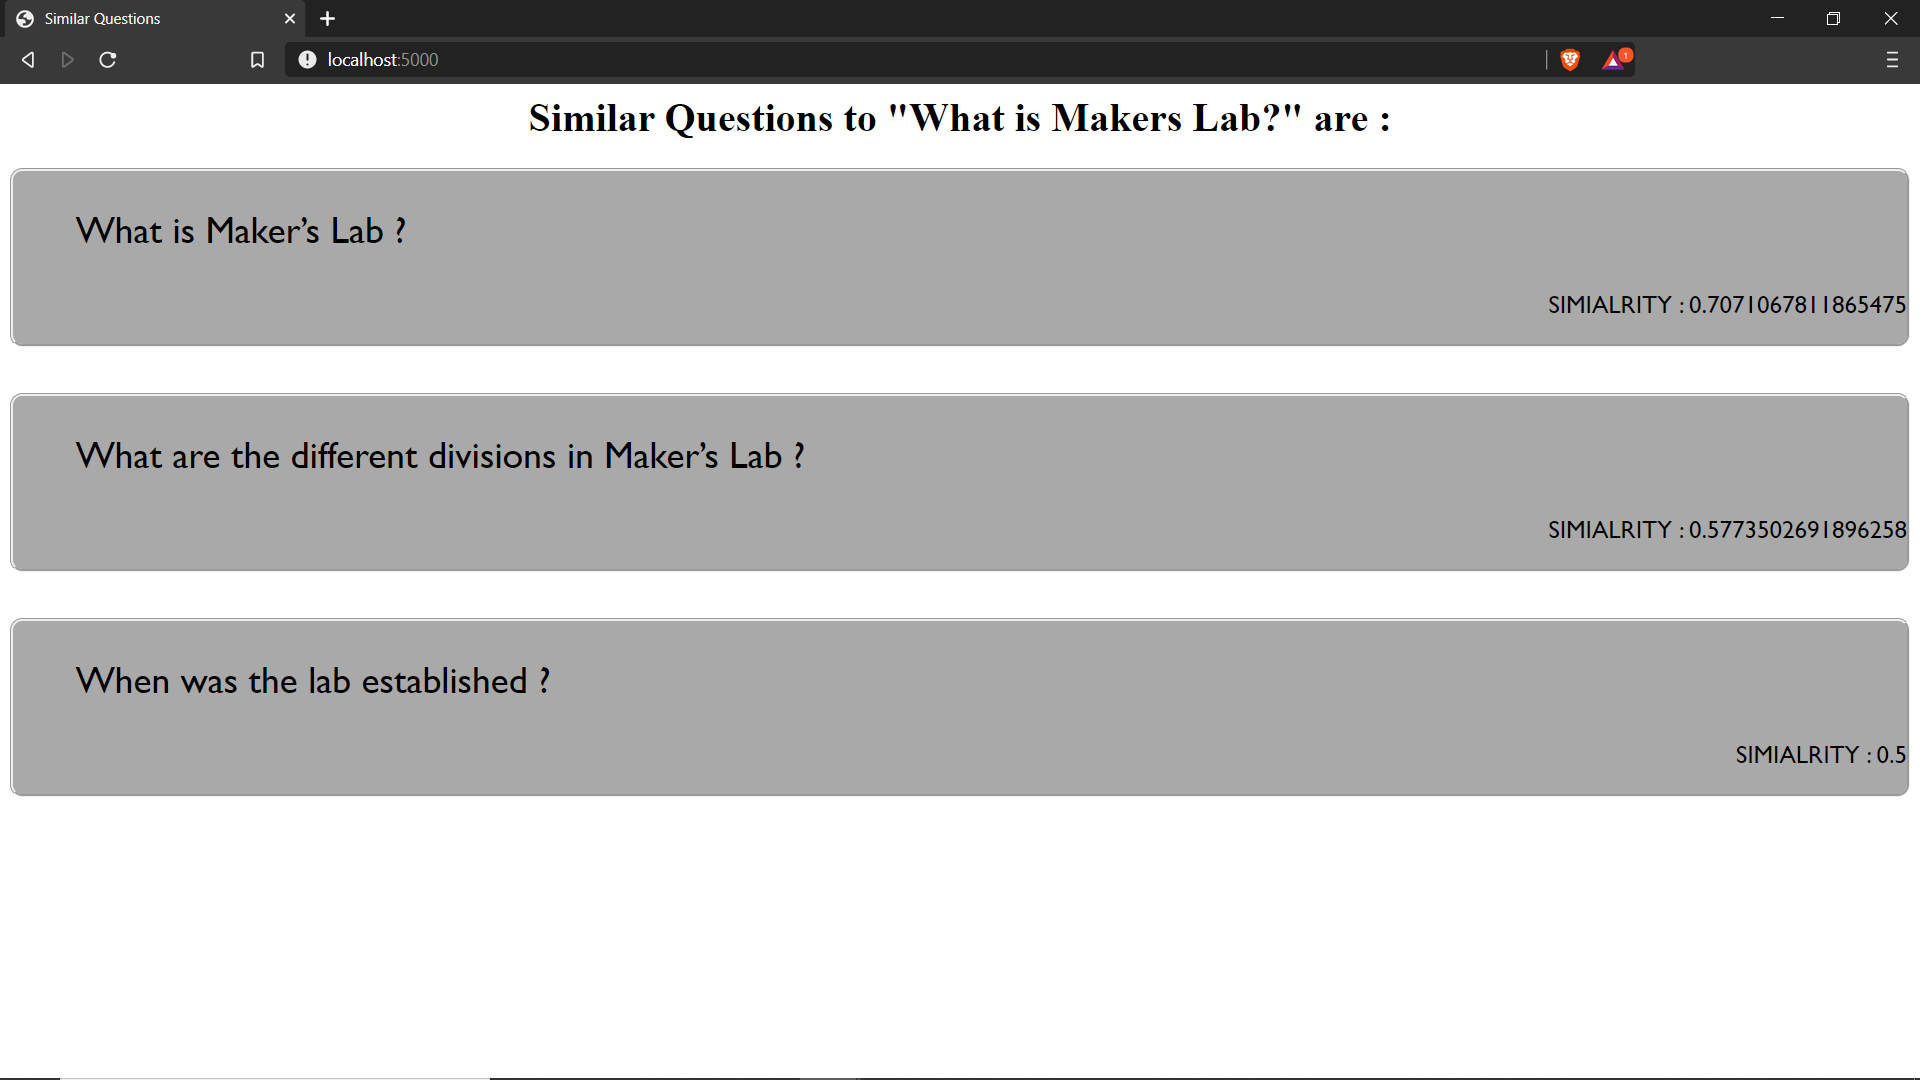 Similar Questions
localhost:5000
1
Similar Questions to "What is Makers Lab?" are :
What is Maker’s Lab ?
SIMIALRITY : 0.7071067811865475
What are the different divisions in Maker’s Lab ?
SIMIALRITY : 0.5773502691896258
When was the lab established ?
SIMIALRITY : 0.5